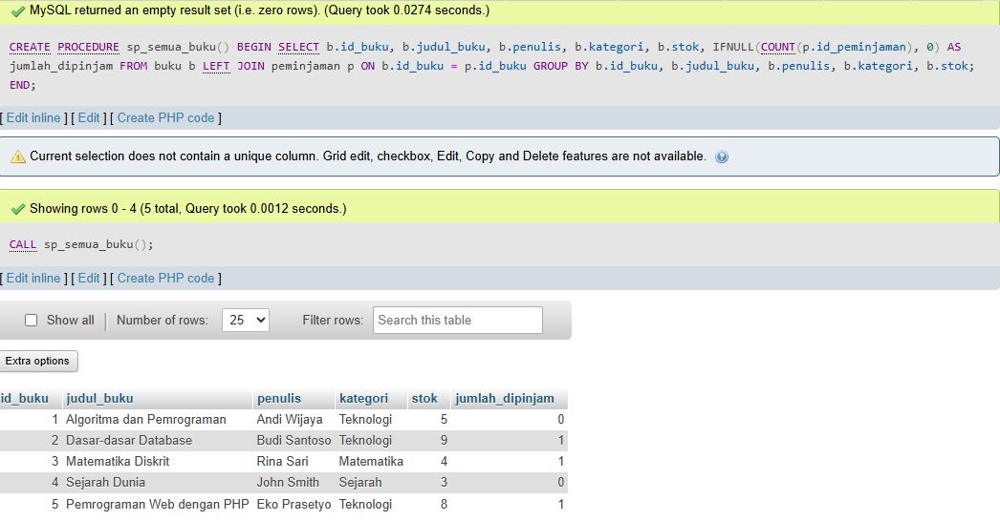 MySQL returned an empty result set (i.e. zero rows). (Query took 0.0274 seconds.)
CREATE PROCEDURE sp_semua_buku() BEGIN SELECT b.id_buku, b.judul_buku, b.penulis, b.kategori, b.stok, IFNULL(COUNT(p.id_peminjaman), 0) AS
jumlah_dipinjam FROM buku b LEFT JOIN peminjaman p ON b.id_buku = p.id_buku GROUP BY b.id_buku, b.judul_buku, b.penulis, b.kategori, b.stok;
END;
[ Edit inline ] [ Edit ] [ Create PHP code ]
Current selection does not contain a unique column. Grid edit, checkbox, Edit, Copy and Delete features are not available.
Showing rows 0 - 4 (5 total, Query took 0.0012 seconds.)
CALL sp_semua_buku();
[ Edit inline ] [ Edit ] [ Create PHP code ]
Show all | Number of rows: 25 Filter rows: Search this table
Extra options
id_buku judul_buku penulis kategori stok jumlah_dipinjam
1 Algoritma dan Pemrograman Andi Wijaya Teknologi 5 0
2 Dasar-dasar Database Budi Santoso Teknologi 9 1
3 Matematika Diskrit Rina Sari Matematika 4 1
4 Sejarah Dunia John Smith Sejarah 3 0
5 Pemrograman Web dengan PHP Eko Prasetyo Teknologi 8 1